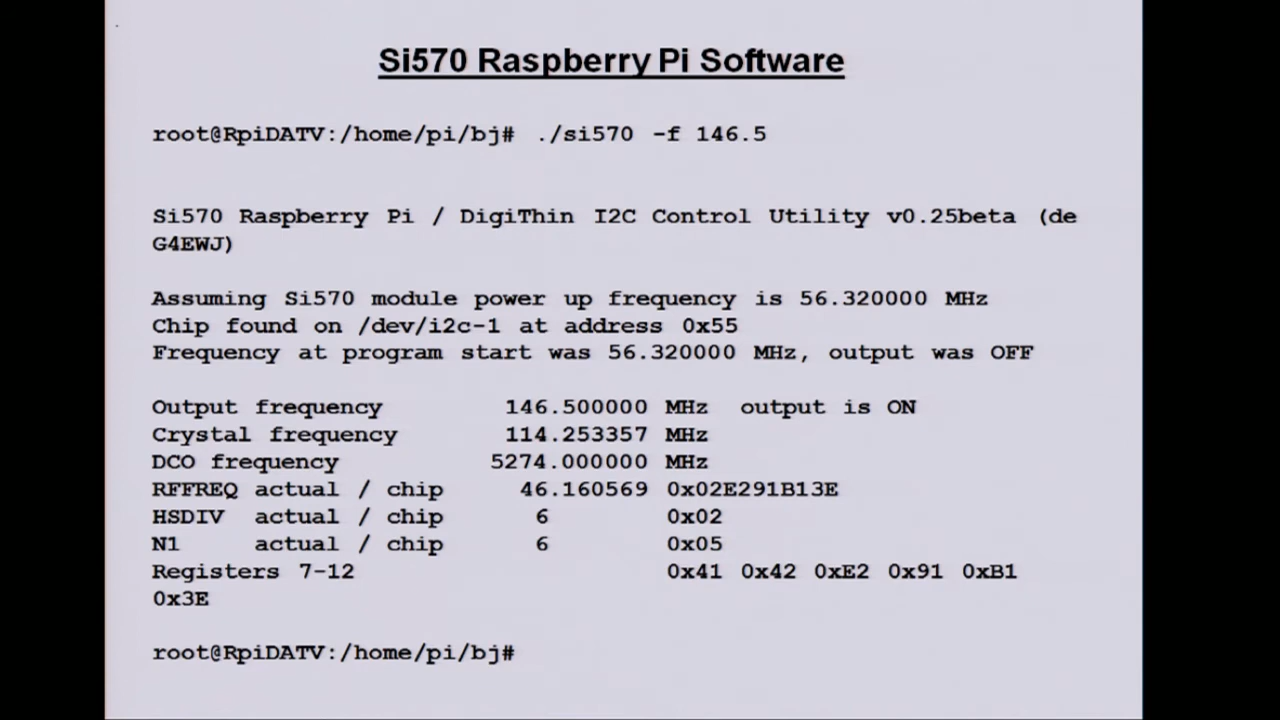 Si570 Raspberry Pi Software
root@RpiDATV:/home/pi/bj# ./si570 -f 146.5
Si570 Raspberry Pi / DigiThin I2C Control Utility v0.25beta (de
G4EWJ)
Assuming Si570 module power up frequency is 56.320000 MHz
Chip found on /dev/i2c-1 at address 0x55
Frequency at program start was 56.320000 MHz, output was OFF
Output frequency 146.500000 MHz output is ON
Crystal frequency 114.253357 MHz
DCO frequency 5274.000000 MHz
RFFREQ actual / chip 46.160569 0x02E291B13E
HSDIV actual / chip 6 0x02
N1 actual / chip 6 0x05
Registers 7-12 0x41 0x42 0xE2 0x91 0xB1
0x3E
root@RpiDATV:/home/pi/bj#